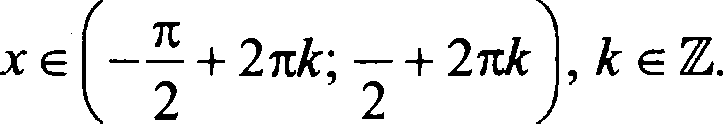 x ∈ (−π/2 + 2πk; /2 + 2πk), k ∈ ℤ.